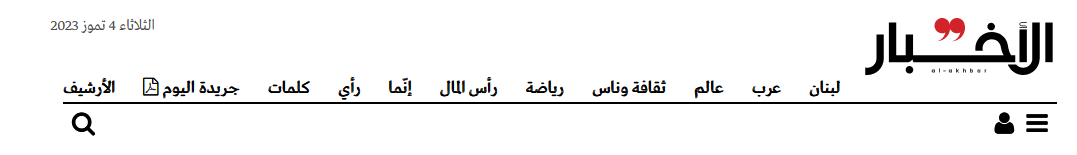 الثلاثاء 4 تموز 2023
الأخبار
al-akhbar
لبنان عرب عالم ثقافة وناس رياضة رأس المال إنّما رأي كلمات جريدة اليوم الأرشيف